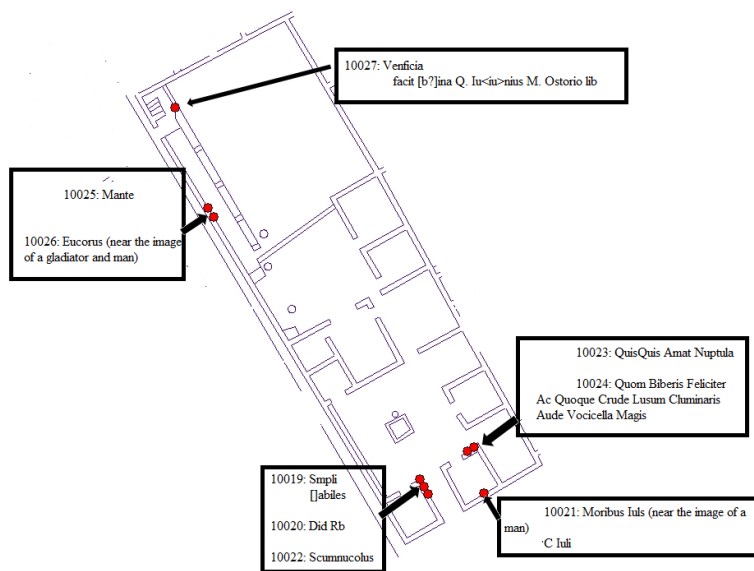 10027: Venficia
facit [b?]ina Q. Iu<iu>nius M. Ostorio lib
10025: Mante
10026: Eucorus (near the image
of a gladiator and man)
10023: QuisQuis Amat Nuptula
10024: Quom Biberis Feliciter
Ac Quoque Crude Lusum Cluminaris
Aude Vocicella Magis
10019: Smpli
[]abiles
10020: Did Rb
10022: Scumnucolus
10021: Moribus Iuls (near the image of a
man)
C Iuli